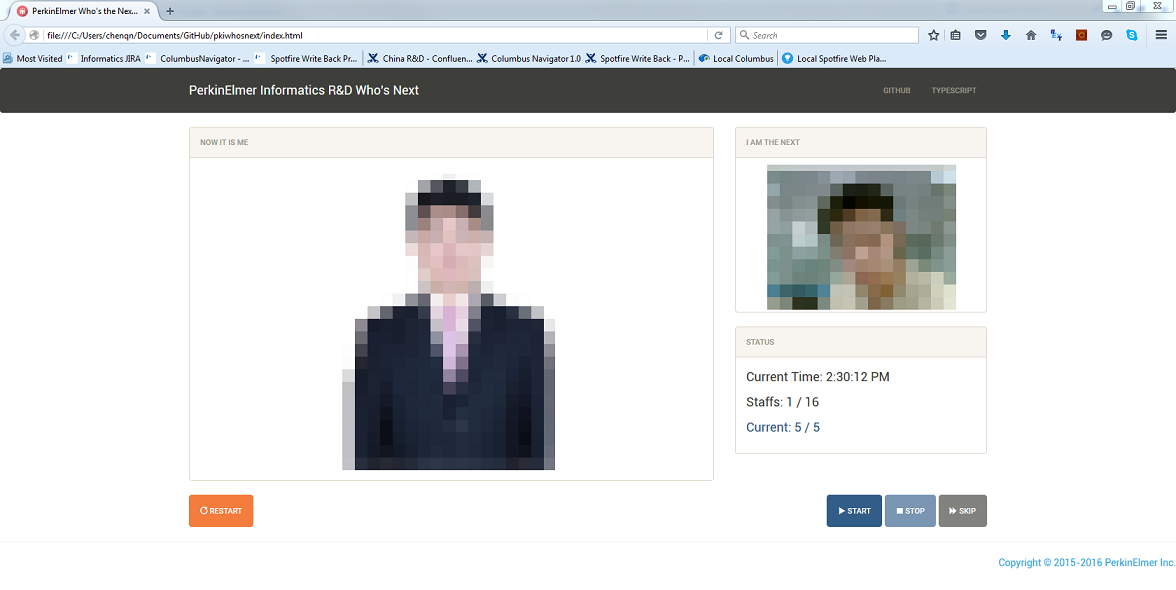 PerkinElmer Who's the Nex...
file:///C:/Users/chenqn/Documents/GitHub/pkiwhosnext/index.html
Search
Most Visited Informatics JIRA ColumbusNavigator - ... Spotfire Write Back Pr... China R&D - Confluen... Columbus Navigator 1.0 Spotfire Write Back - P... Local Columbus Local Spotfire Web Pla...
PerkinElmer Informatics R&D Who's Next GITHUB TYPESCRIPT
NOW IT IS ME
I AM THE NEXT
STATUS
Current Time: 2:30:12 PM
Staffs: 1 / 16
Current: 5 / 5
RESTART START STOP SKIP
Copyright © 2015-2016 PerkinElmer Inc.